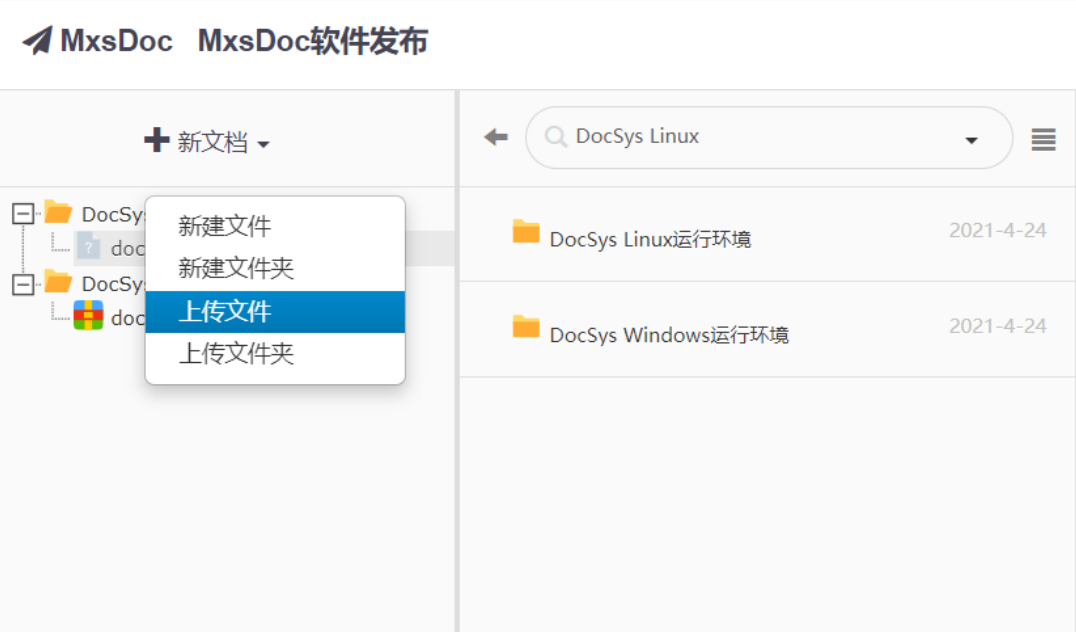 MxsDoc MxsDoc软件发布
新文档
DocSys Linux
DocSy
新建文件
doc
新建文件夹
DocSy
上传文件
doc
上传文件夹
DocSys Linux运行环境 2021-4-24
DocSys Windows运行环境 2021-4-24